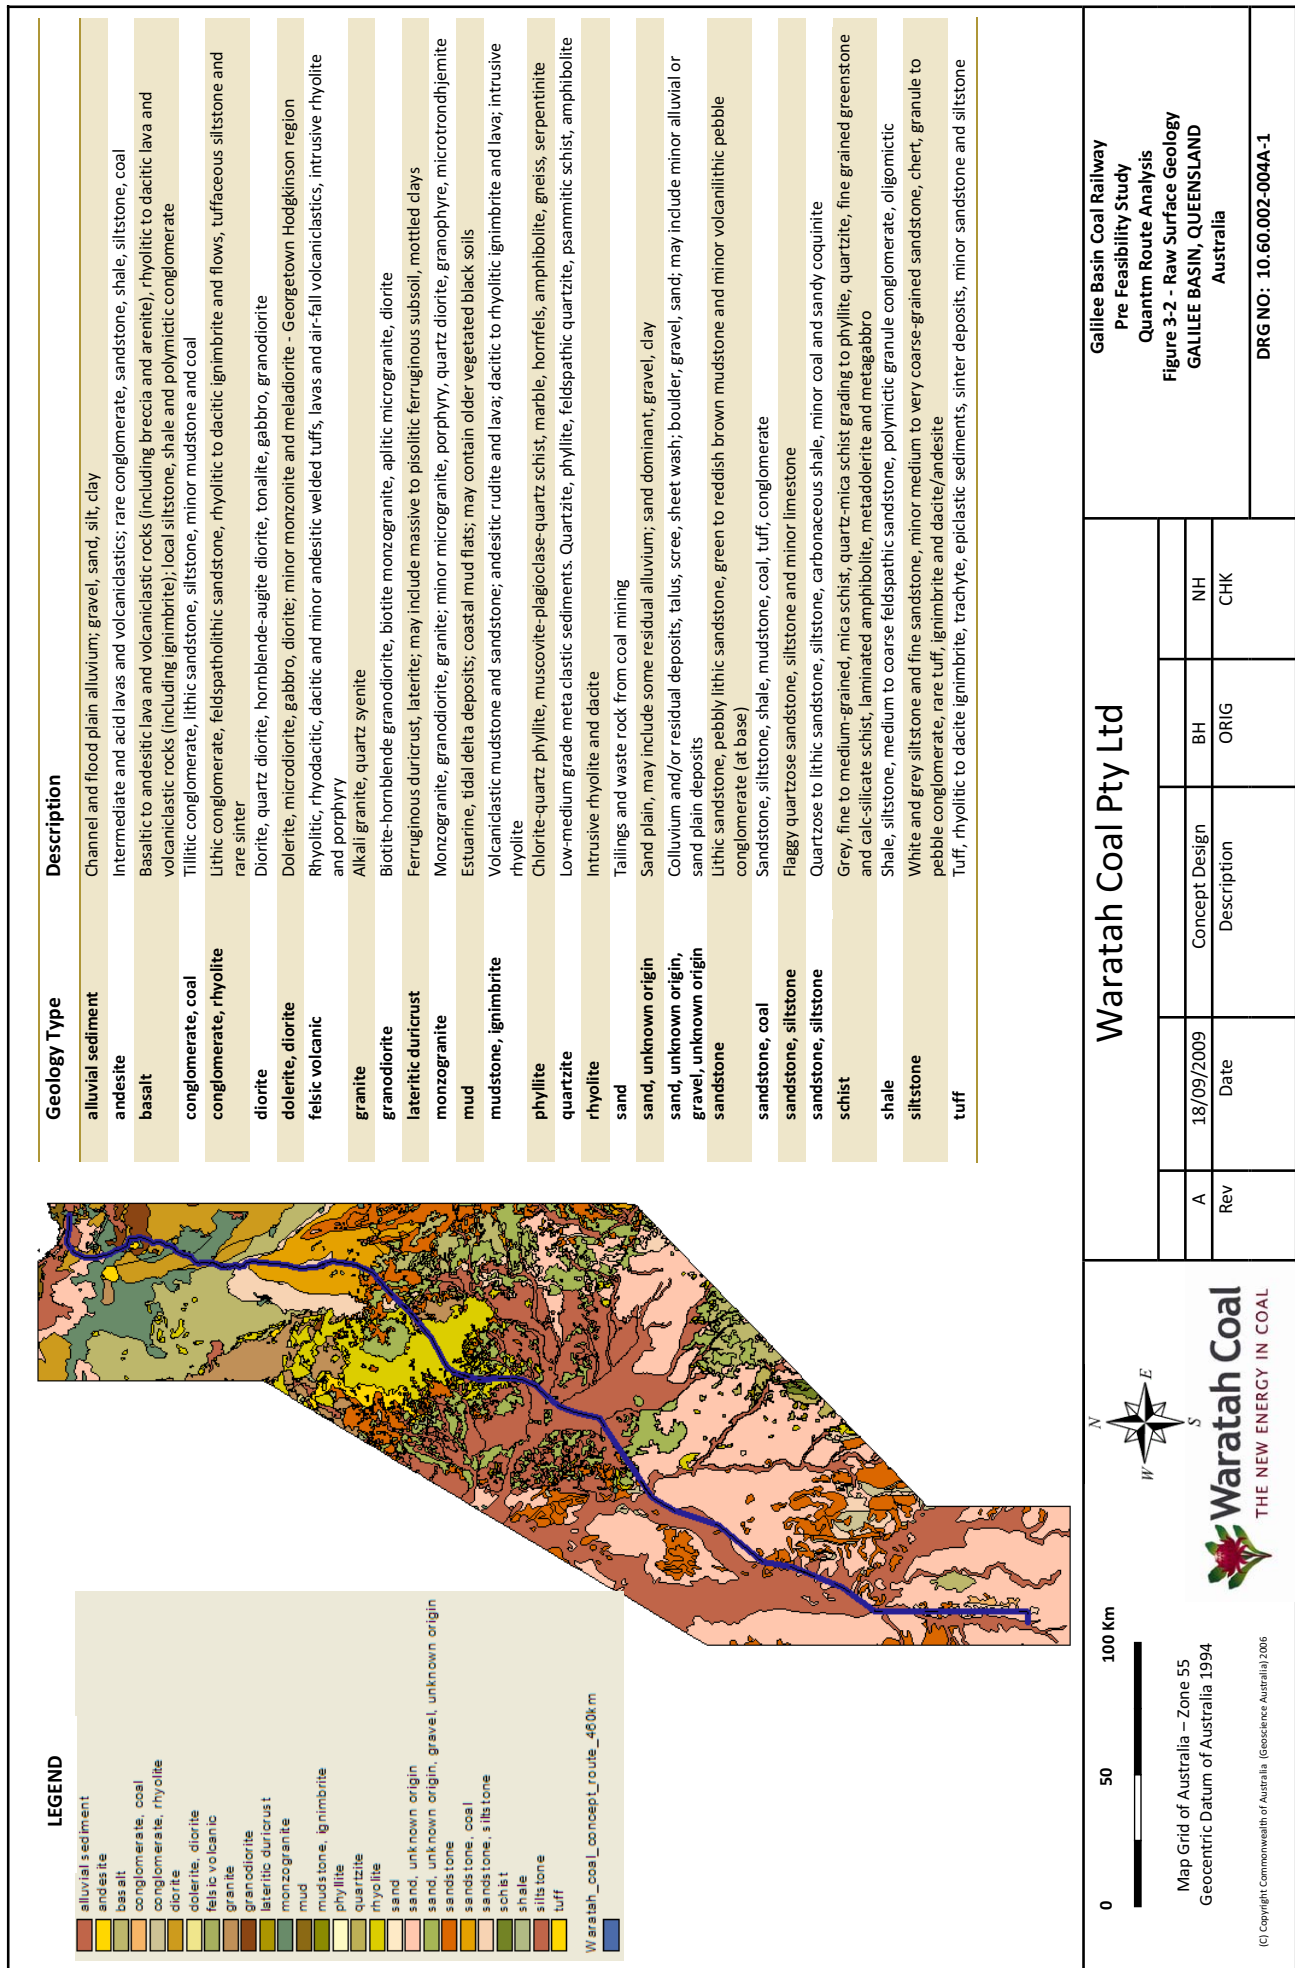 LEGEND
alluvial sediment
andesite
basalt
conglomerate, coal
conglomerate, rhyolite
diorite
dolerite, diorite
felsic volcanic
granite
granodiorite
lateritic duricrust
monzogranite
mud
mudstone, ignimbrite
phyllite
quartzite
rhyolite
sand
sand, unknown origin
sand, unknown origin, gravel, unknown origin
sandstone
sandstone, coal
sandstone, siltstone
schist
shale
siltstone
tuff
Waratah_coal_concept_route_460km
Geology Type Description
alluvial sediment Channel and flood plain alluvium; gravel, sand, silt, clay
andesite Intermediate and acid lavas and volcaniclastics; rare conglomerate, sandstone, shale, siltstone, coal
basalt Basaltic to andesitic lava and volcaniclastic rocks (including breccia and arenite), rhyolitic to dacitic lava and
volcaniclastic rocks (including ignimbrite); local siltstone, shale and polymictic conglomerate
conglomerate, coal Tillitic conglomerate, lithic sandstone, siltstone, minor mudstone and coal
conglomerate, rhyolite Lithic conglomerate, feldspatholithic sandstone, rhyolitic to dacitic ignimbrite and flows, tuffaceous siltstone and
rare sinter
diorite Diorite, quartz diorite, hornblende-augite diorite, tonalite, gabbro, granodiorite
dolerite, diorite Dolerite, microdiorite, gabbro, diorite; minor monzonite and meladiorite - Georgetown Hodgkinson region
felsic volcanic Rhyolitic, rhyodacitic, dacitic and minor andesitic welded tuffs, lavas and air-fall volcaniclastics, intrusive rhyolite
and porphyry
granite Alkali granite, quartz syenite
granodiorite Biotite-hornblende granodiorite, biotite monzogranite, aplitic microgranite, diorite
lateritic duricrust Ferruginous duricrust, laterite; may include massive to pisolitic ferruginous subsoil, mottled clays
monzogranite Monzogranite, granodiorite, granite; minor microgranite, porphyry, quartz diorite, granophyre, microtrondhjemite
mud Estuarine, tidal delta deposits; coastal mud flats; may contain older vegetated black soils
mudstone, ignimbrite Volcaniclastic mudstone and sandstone; andesitic rudite and lava; dacitic to rhyolitic ignimbrite and lava; intrusive
rhyolite
phyllite Chlorite-quartz phyllite, muscovite-plagioclase-quartz schist, marble, hornfels, amphibolite, gneiss, serpentinite
quartzite Low-medium grade meta clastic sediments. Quartzite, phyllite, feldspathic quartzite, psammitic schist, amphibolite
rhyolite Intrusive rhyolite and dacite
sand Tailings and waste rock from coal mining
sand, unknown origin Sand plain, may include some residual alluvium; sand dominant, gravel, clay
sand, unknown origin, Colluvium and/or residual deposits, talus, scree, sheet wash; boulder, gravel, sand; may include minor alluvial or
gravel, unknown origin sand plain deposits
sandstone Lithic sandstone, pebbly lithic sandstone, green to reddish brown mudstone and minor volcanilithic pebble
conglomerate (at base)
sandstone, coal Sandstone, siltstone, shale, mudstone, coal, tuff, conglomerate
sandstone, siltstone Flaggy quartzose sandstone, siltstone and minor limestone
sandstone, siltstone Quartzose to lithic sandstone, siltstone, carbonaceous shale, minor coal and sandy coquinite
schist Grey, fine to medium-grained, mica schist, quartz-mica schist grading to phyllite, quartzite, fine grained greenstone
and calc-silicate schist, laminated amphibolite, metadolerite and metagabbro
shale Shale, siltstone, medium to coarse feldspathic sandstone, polymictic granule conglomerate, oligomictic
siltstone White and grey siltstone and fine sandstone, minor medium to very coarse-grained sandstone, chert, granule to
pebble conglomerate, rare tuff, ignimbrite and dacite/andesite
tuff Tuff, rhyolitic to dacite ignimbrite, trachyte, epiclastic sediments, sinter deposits, minor sandstone and siltstone
0 50 100 Km
Map Grid of Australia – Zone 55
Geocentric Datum of Australia 1994
(C) Copyright Commonwealth of Australia (Geoscience Australia) 2006
N
W E
S
Waratah Coal
THE NEW ENERGY IN COAL
Waratah Coal Pty Ltd
A 18/09/2009 Concept Design BH NH
Rev Date Description ORIG CHK
Galilee Basin Coal Railway
Pre Feasibility Study
Quantm Route Analysis
Figure 3-2 - Raw Surface Geology
GALILEE BASIN, QUEENSLAND
Australia
DRG NO: 10.60.002-004A-1